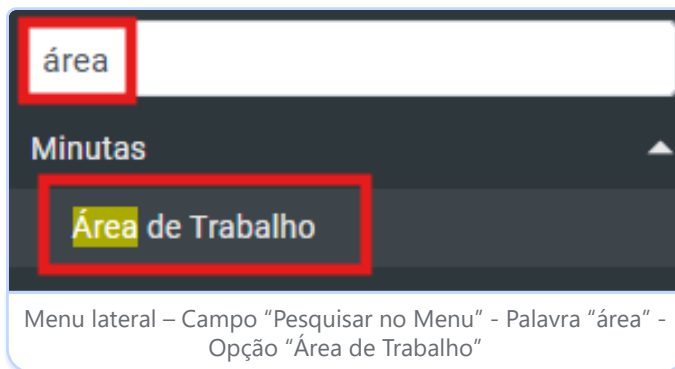 área
Minutas
Área de Trabalho
Menu lateral – Campo “Pesquisar no Menu” - Palavra “área” -
Opção “Área de Trabalho”